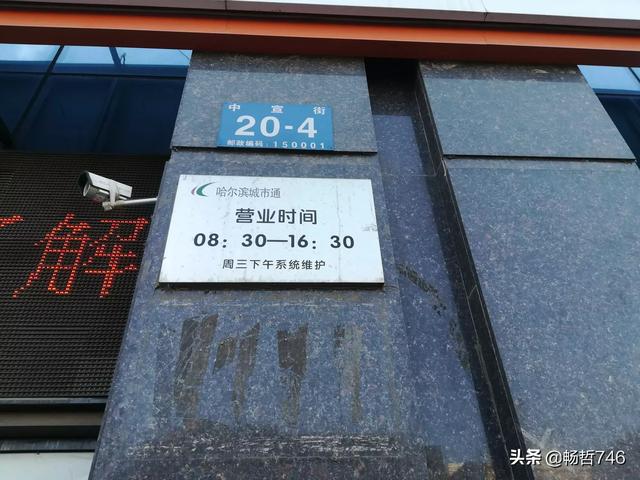 中宣街
20-4
邮政编码：150001
哈尔滨城市通
营业时间
08：30—16：30
周三下午系统维护
解
头条 @畅哲746